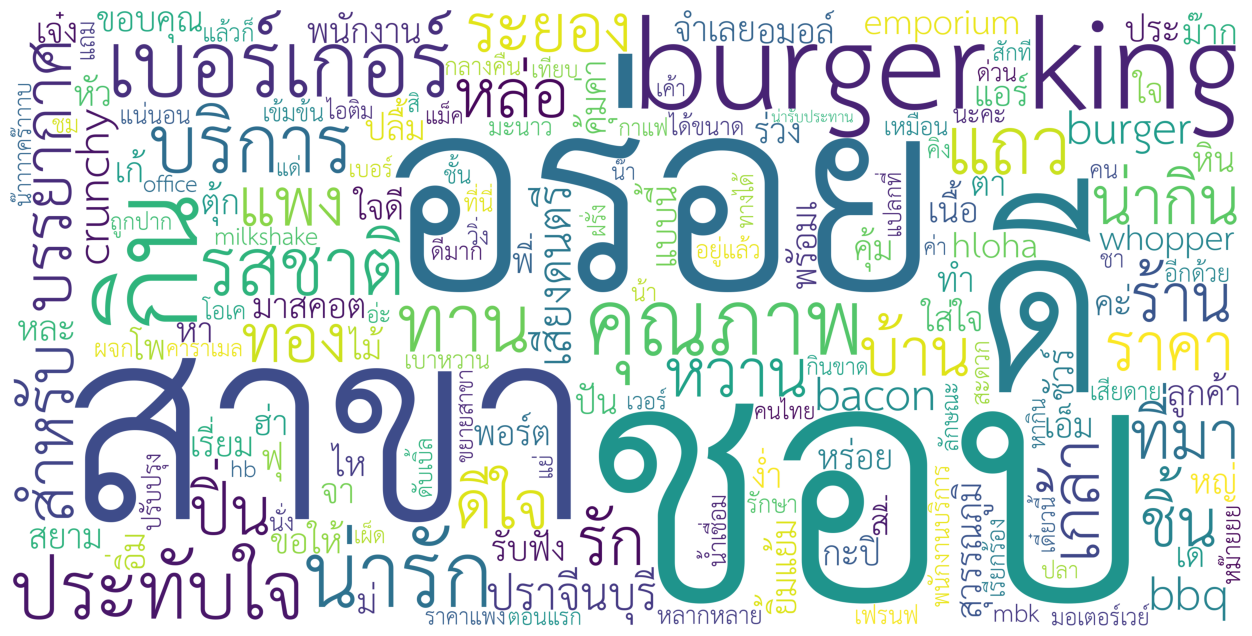 เจ๋ง
แถม
ขอบคุณ
แล้วก็
พนักงาน
ระยอง
จำเลย
อมอล์
emporium
สักที
ประ
ม๊าก
เบอร์เกอร์
กลางคืน
เทียบ
หล่อ
เค้า
คุ้มค่า
burger king
ด่วน
แอร์
ใจ
หัว
แน่นอน
เข้มข้น
ไอติม
แม็ค
ปลื้ม
มะนาว
กาแฟ
ได้ขนาด
น่ารับประทาน
ร่วง
เหมือน
นะคะ
burger
ชม
บรรยากาศ
crunchy
บริการ
แด่
เบอร์
อร่อย
แถว
คิง
คน
หิน
เก้
office
ตุ้ก
แพง
ใจดี
ชั้น
ที่นี่
วิ่ง
ดีมาก
พี่
เสียงดนตรี
ฝรั่ง
น๊า
แบบนี้
ทางได้
อยู่แล้ว
พร้อมเ
แปลกที่
คุ้ม
เนื้อ
ค่า
ตา
hloha
น่ากิน
whopper
ชา
อีกด้วย
ถูกปาก
milkshake
กิน
รสชาติ
โอเค
มาสคอต
อ่ะ
น้า
ทำ
ดี
คะ่
ร้าน
หละ
ผจก
โพ
หา
คาราเมล
ทอง
ไม้
ทาน
เบาหวาน
คุณภาพ
บ้าน
ใส่ใจ
ราคา
สำหรับ
สาขา
หวาน
กินขาด
สะดวก
ปัน
เวอร์
คนไทย
bacon
ลักษณะ
หากิน
เอม
ชัวร์
เสียดาย
ลูกค้า
เรี่ยม
ฮ่า
พอร์ต
ขยายสาขา
ชอบ
หร่อย
ที่มา
ปรับปรุง
hb
ฟุ
ไห
ดับเบิ้ล
แย่
ง่ำ
รักษา
เกลา
หญ่
ปิ่น
นั่ง
จา
ดีใจ
น้ำเชื่อม
พนักงานบริการ
สุวรรณภูมิ
เรียกร้อง
เดี๋ยวนี้
ชิ้น
สยาม
อิ่ม
ขอให้
เผ็ด
รับฟัง
รัก
ยิ้มแย้ม
กะปิ
ปลา
เด
ประทับใจ
น่ารัก
ม่
ปราจีนบุรี
ราคาแพง
ตอนแรก
หลากหลาย
เฟรนฟ
mbk
มอเตอร์เวย์
bbq